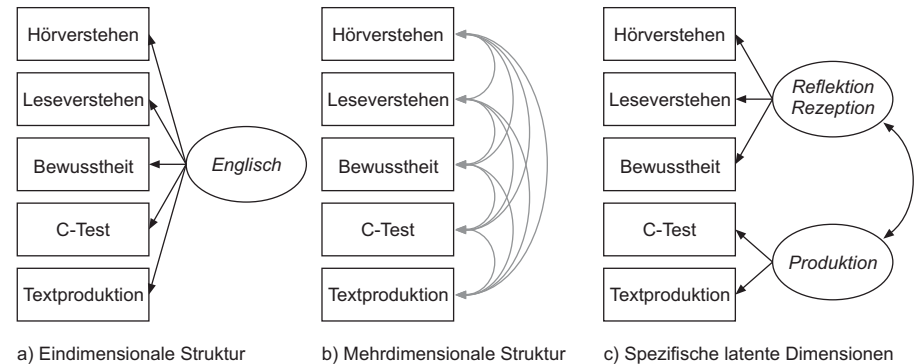 Hörverstehen
Leseverstehen
Bewusstheit
C-Test
Textproduktion
Englisch
a) Eindimensionale Struktur
Hörverstehen
Leseverstehen
Bewusstheit
C-Test
Textproduktion
b) Mehrdimensionale Struktur
Hörverstehen
Leseverstehen
Bewusstheit
C-Test
Textproduktion
Reflektion
Rezeption
Produktion
c) Spezifische latente Dimensionen